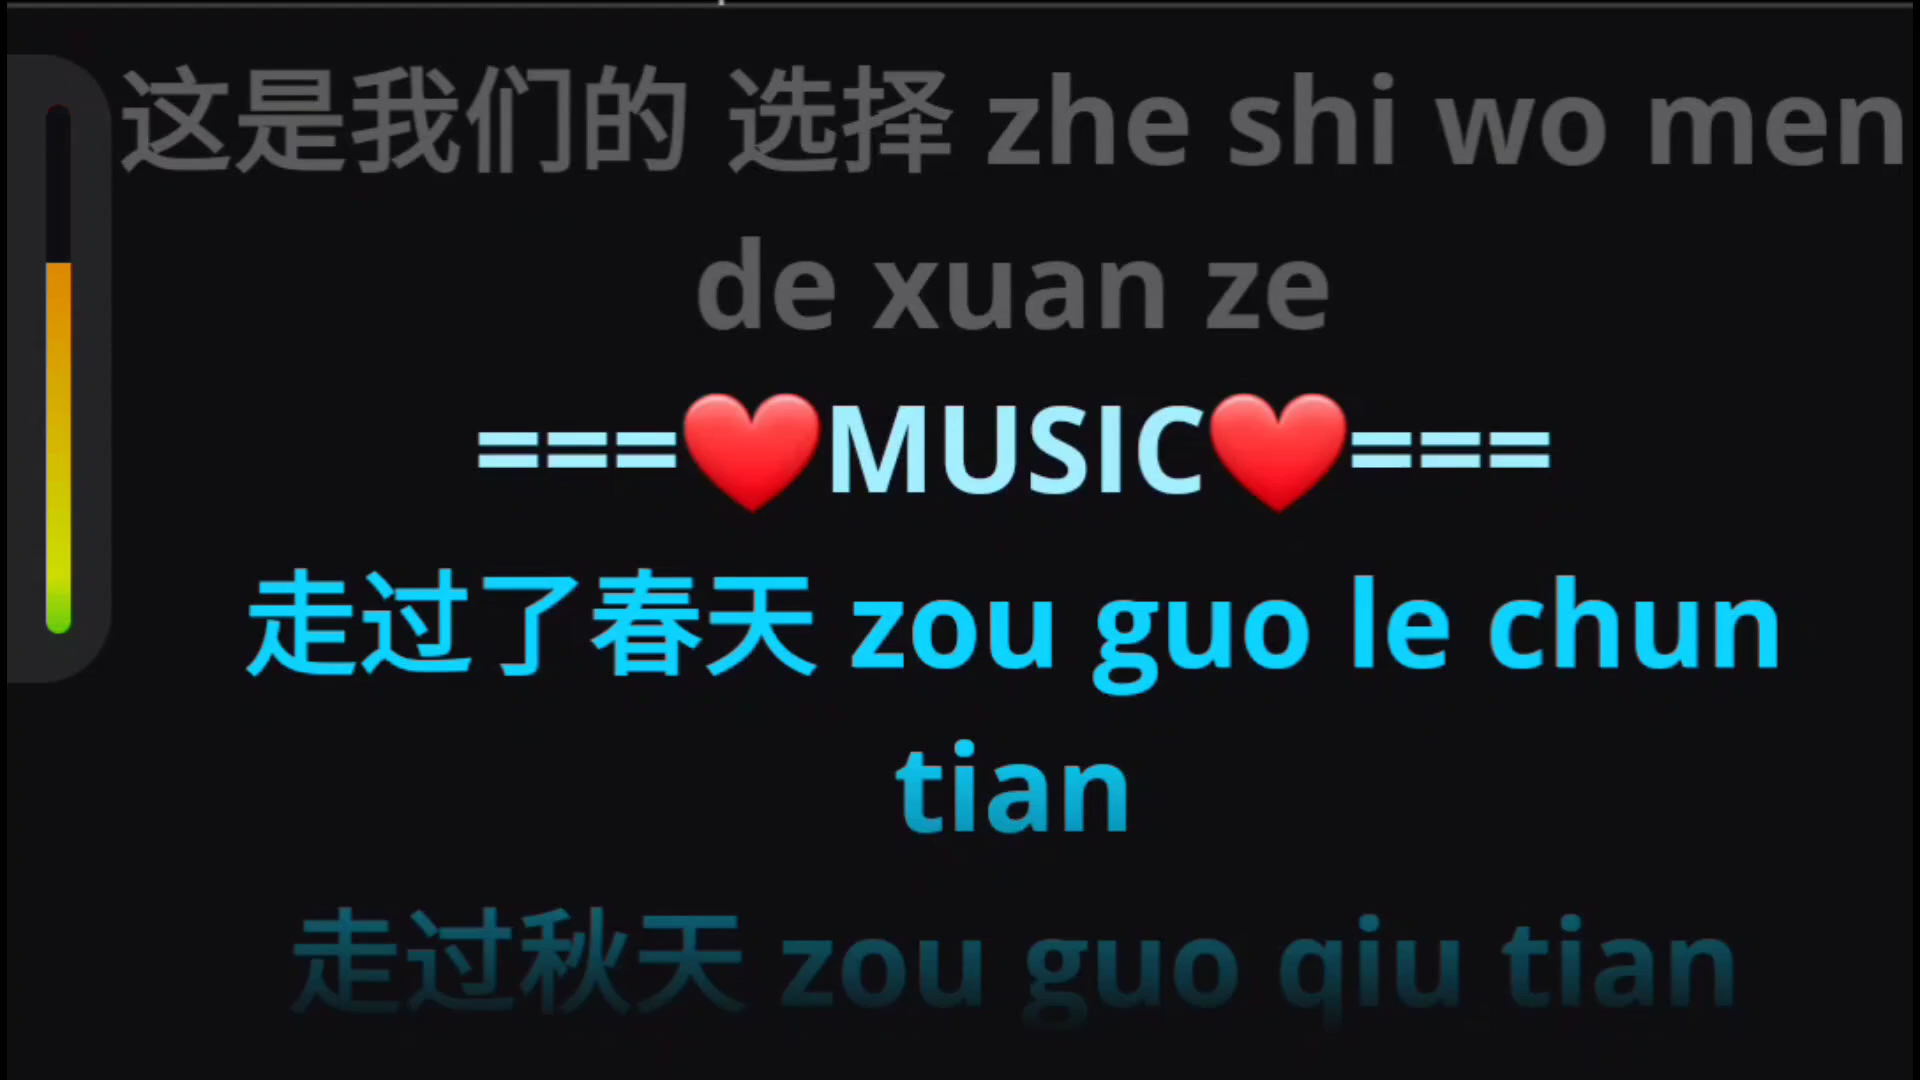 这是我们的 选择 zhe shi wo men
de xuan ze
===❤️MUSIC❤️===
走过了春天 zou guo le chun
tian
走过秋天 zou guo qiu tian